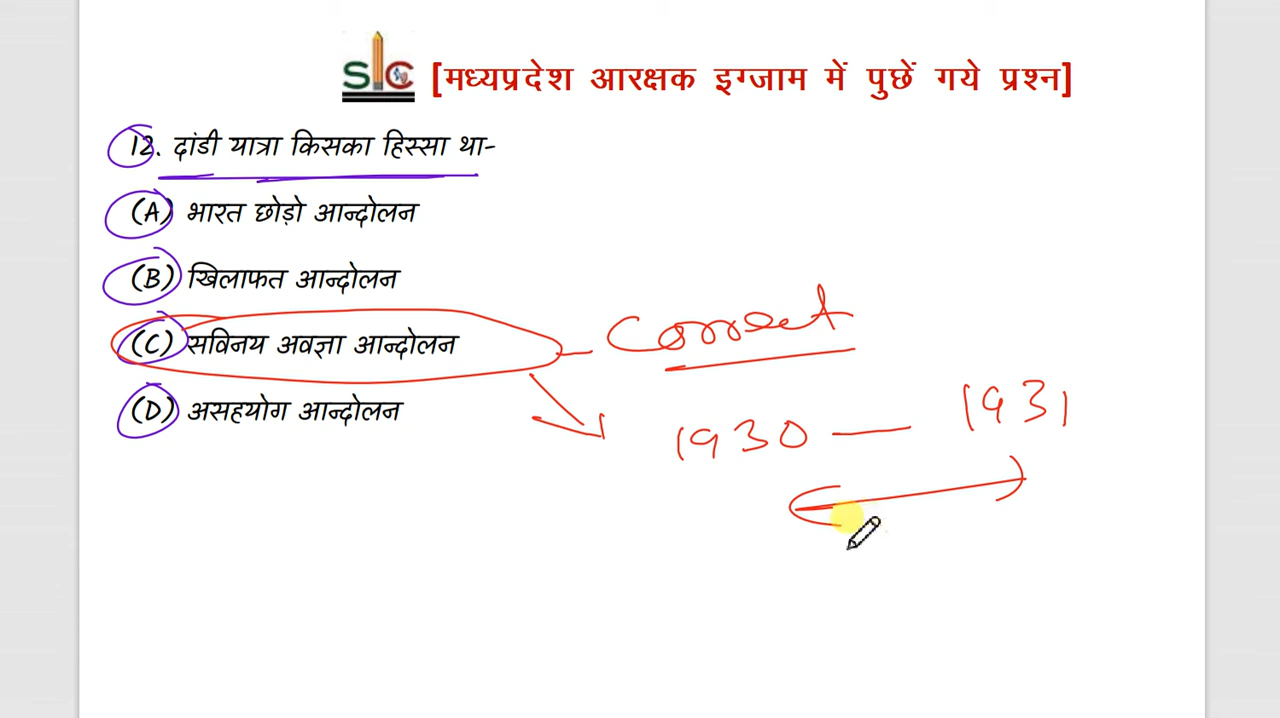 SIC [मध्यप्रदेश आरक्षक इग्जाम में पुछें गये प्रश्न]
12. दांडी यात्रा किसका हिस्सा था-
(A) भारत छोड़ो आन्दोलन
(B) खिलाफत आन्दोलन
(C) सविनय अवज्ञा आन्दोलन
Correct
(D) असहयोग आन्दोलन
1930 — 1931